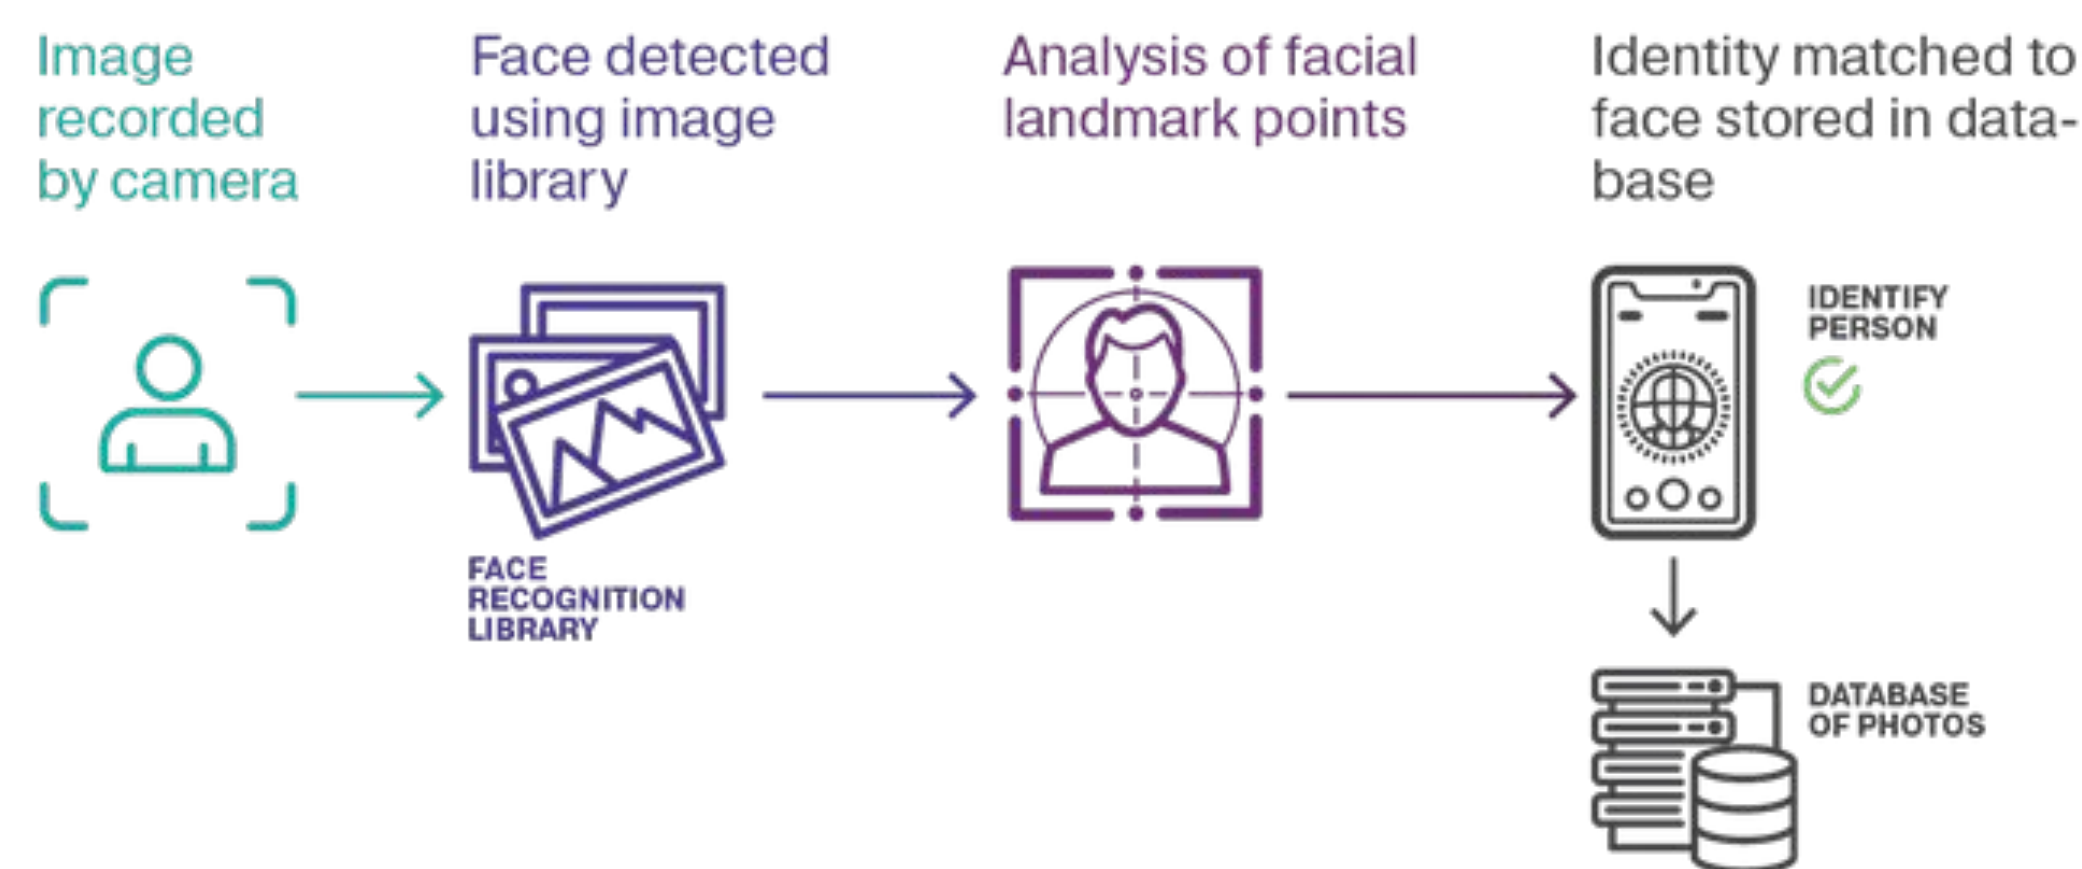 Image
recorded
by camera
Face detected
using image
library
Analysis of facial
landmark points
Identity matched to
face stored in data-
base
FACE
RECOGNITION
LIBRARY
IDENTIFY
PERSON
DATABASE
OF PHOTOS